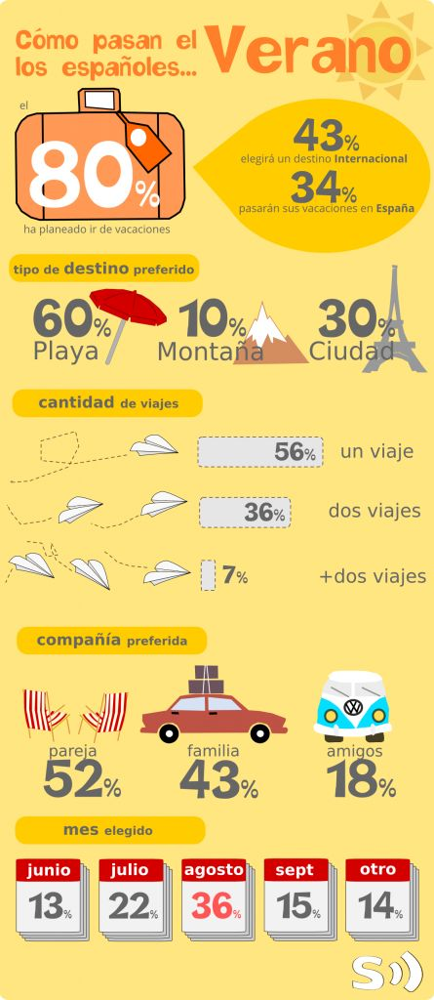 Cómo pasan el Verano
los españoles...
el
80%
ha planeado ir de vacaciones
43%
elegirá un destino Internacional
34%
pasarán sus vacaciones en España
tipo de destino preferido
60% 10% 30%
Playa Montaña Ciudad
cantidad de viajes
56% un viaje
36% dos viajes
7% +dos viajes
compañía preferida
pareja familia amigos
52% 43% 18%
mes elegido
junio julio agosto sept otro
13% 22% 36% 15% 14%
S